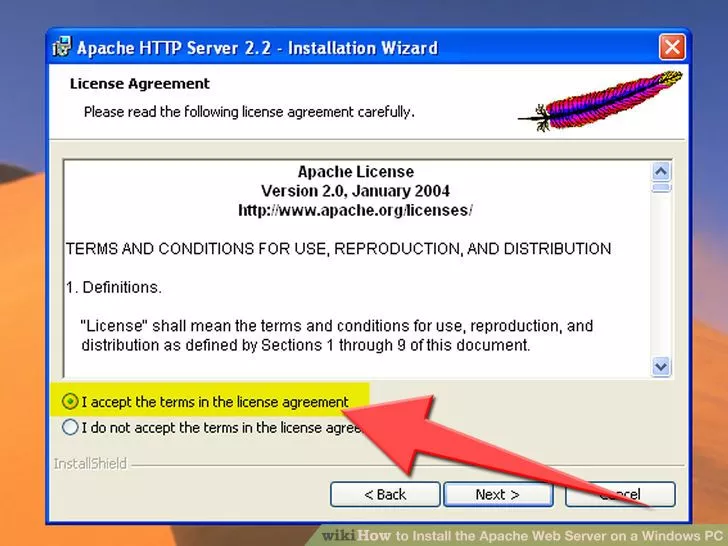 Apache HTTP Server 2.2 - Installation Wizard
License Agreement
Please read the following license agreement carefully.
Apache License
Version 2.0, January 2004
http://www.apache.org/licenses/
TERMS AND CONDITIONS FOR USE, REPRODUCTION, AND DISTRIBUTION
1. Definitions.
"License" shall mean the terms and conditions for use, reproduction, and
distribution as defined by Sections 1 through 9 of this document.
I accept the terms in the license agreement
I do not accept the terms in the license agree
InstallShield
< Back
Next >
Cancel
wikiHow to Install the Apache Web Server on a Windows PC